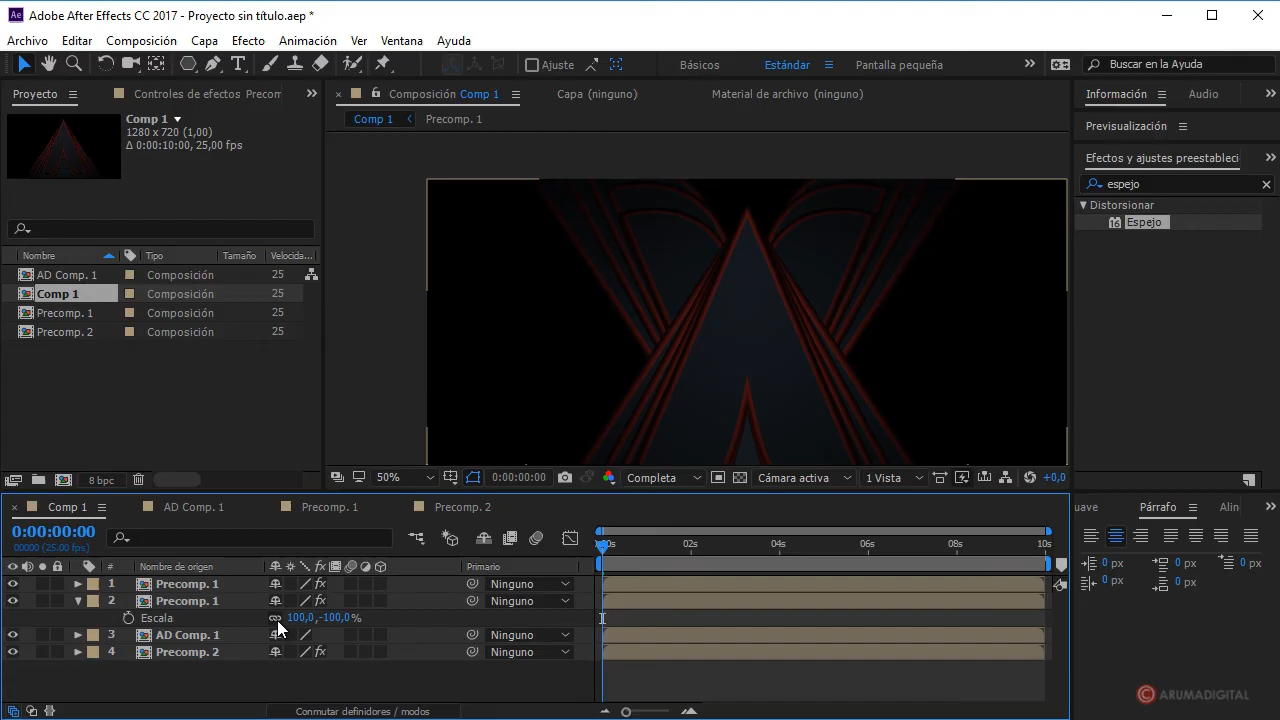 Adobe After Effects CC 2017 - Proyecto sin título.aep *
Archivo Editar Composición Capa Efecto Animación Ver Ventana Ayuda
Ajuste Básicos Estándar Pantalla pequeña Buscar en la Ayuda
Proyecto Controles de efectos Precom Composición Comp 1 Capa (ninguno) Material de archivo (ninguno) Información Audio
Comp 1
1280 x 720 (1,00)
Δ 0:00:10:00, 25,00 fps
Comp 1 Precomp. 1
Previsualización
Efectos y ajustes preestableci
espejo
Distorsionar
16 Espejo
Nombre Tipo Tamaño Velocida...
AD Comp. 1 Composición 25
Comp 1 Composición 25
Precomp. 1 Composición 25
Precomp. 2 Composición 25
8 bpc
50% 0:00:00:00 Completa Cámara activa 1 Vista +0,0
Comp 1 AD Comp. 1 Precomp. 1 Precomp. 2
uave Párrafo Alin
0:00:00:00
00000 (25.00 fps)
00s 02s 04s 06s 08s 10s
# Nombre de origen fx Primario
1 Precomp. 1 fx Ninguno
2 Precomp. 1 fx Ninguno
Escala 100,0,-100,0%
3 AD Comp. 1 Ninguno
4 Precomp. 2 fx Ninguno
0 px 0 px 0 px
0 px 0 px
Conmutar definidores / modos
ARUMADIGITAL